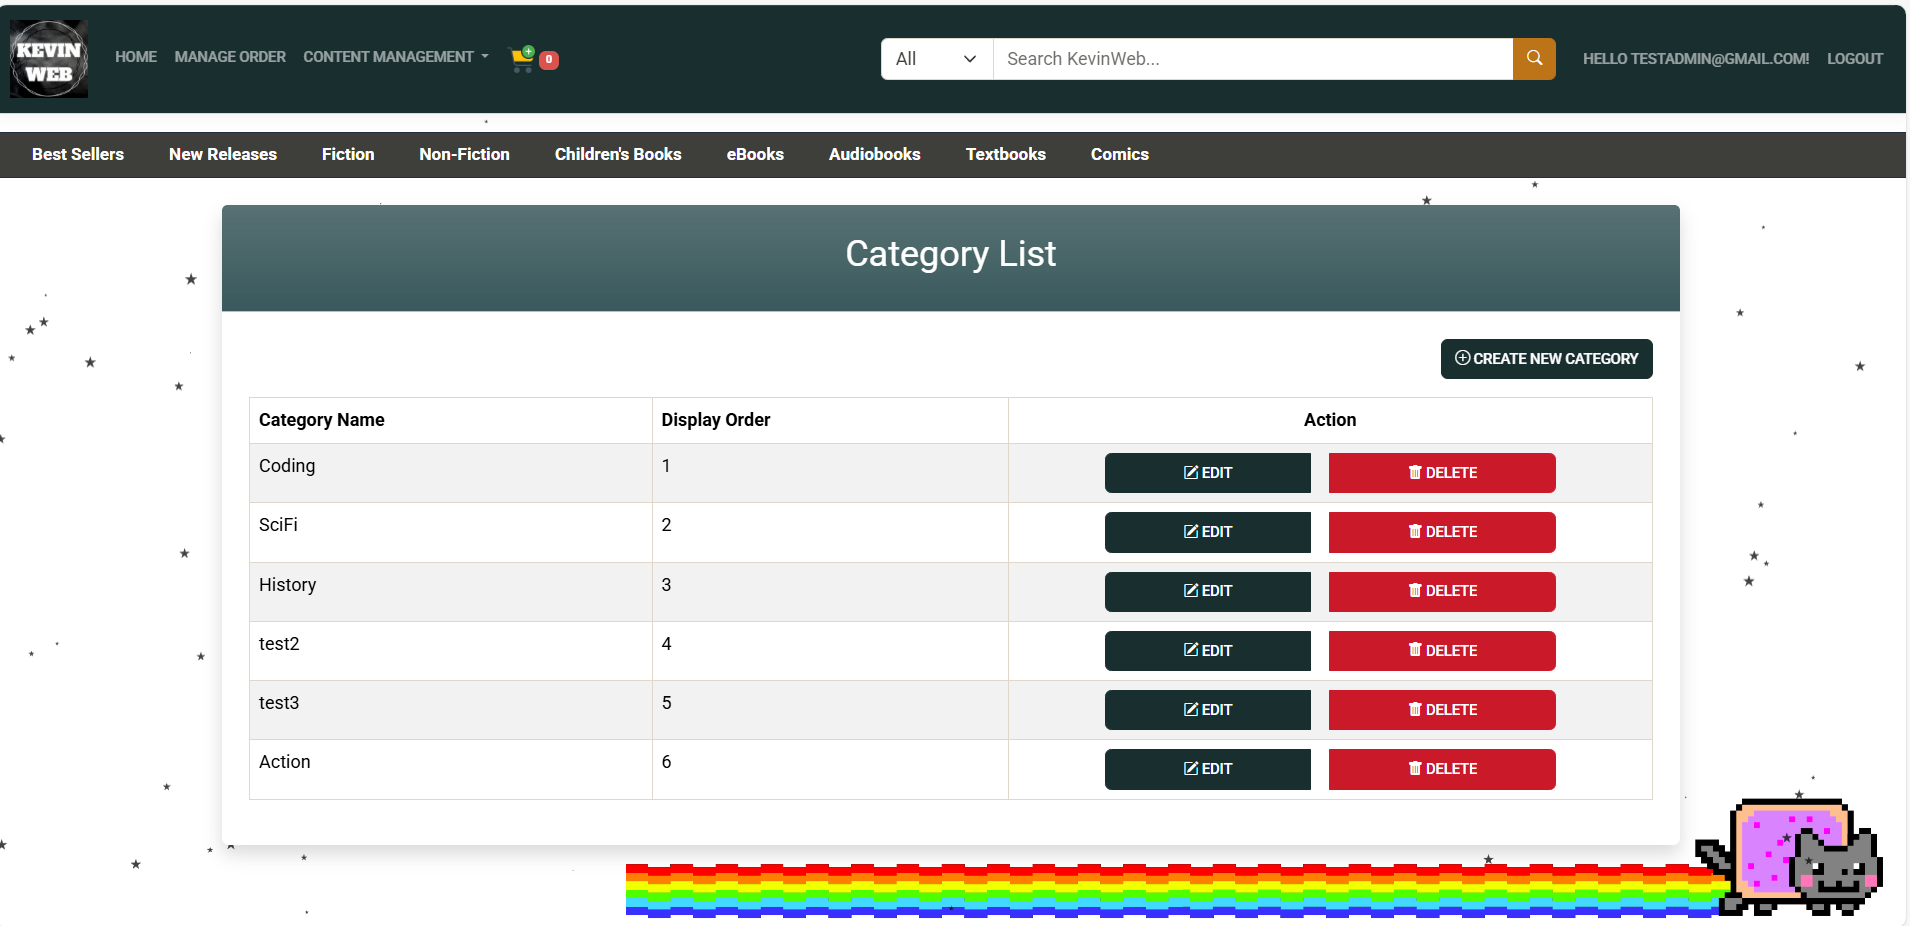 KEVIN
WEB
HOME MANAGE ORDER CONTENT MANAGEMENT + 0 All Search KevinWeb... HELLO TESTADMIN@GMAIL.COM! LOGOUT
Best Sellers New Releases Fiction Non-Fiction Children's Books eBooks Audiobooks Textbooks Comics
Category List
CREATE NEW CATEGORY
Category Name Display Order Action
Coding 1 EDIT DELETE
SciFi 2 EDIT DELETE
History 3 EDIT DELETE
test2 4 EDIT DELETE
test3 5 EDIT DELETE
Action 6 EDIT DELETE